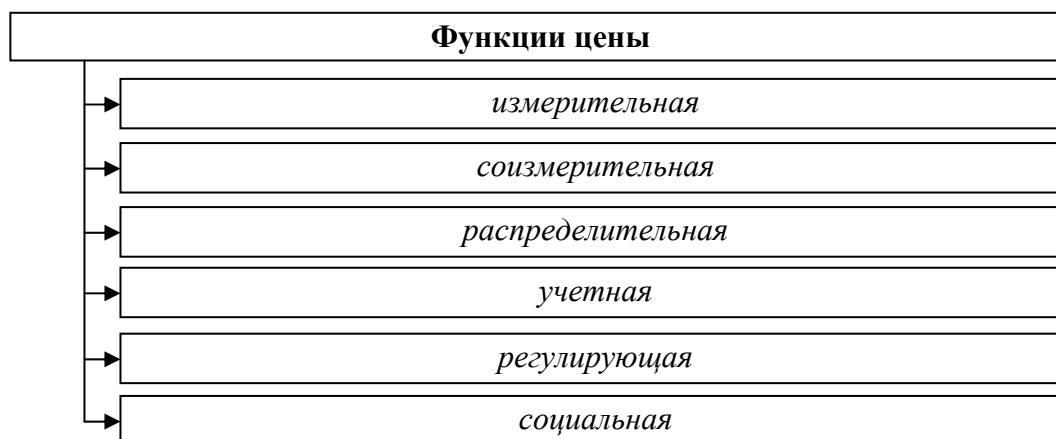 Функции цены
измерительная
соизмерительная
распределительная
учетная
регулирующая
социальная